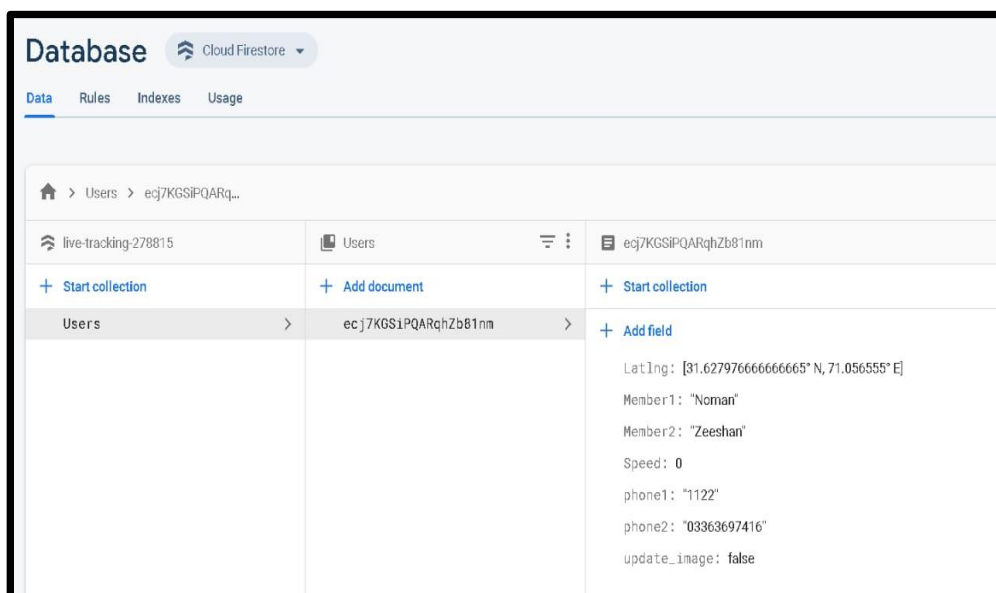 Database Cloud Firestore
Data Rules Indexes Usage
Users ecj7KGSiPQARq...
live-tracking-278815 Users ecj7KGSiPQARqhZb81nm
+ Start collection + Add document + Start collection
Users ecj7KGSiPQARqhZb81nm + Add field
Latlng: [31.627976666666665° N, 71.056555° E]
Member1: "Noman"
Member2: "Zeeshan"
Speed: 0
phone1: "1122"
phone2: "03363697416"
update_image: false